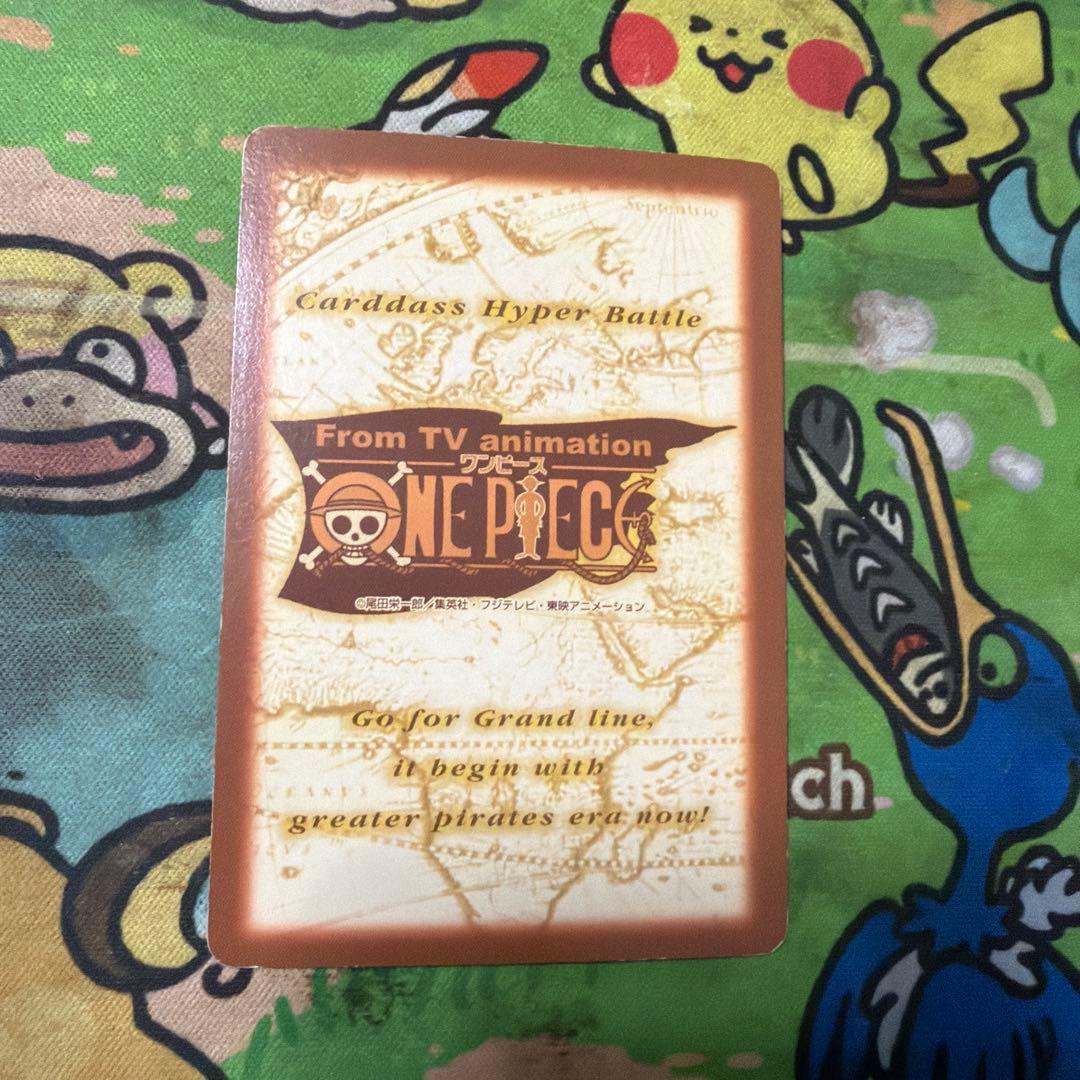 Septentrio
Carddass Hyper Battle
From TV animation
ワンピース
ONE PIECE
©尾田栄一郎/集英社・フジテレビ・東映アニメーション
Go for Grand line,
it begin with
greater pirates era now!
ch